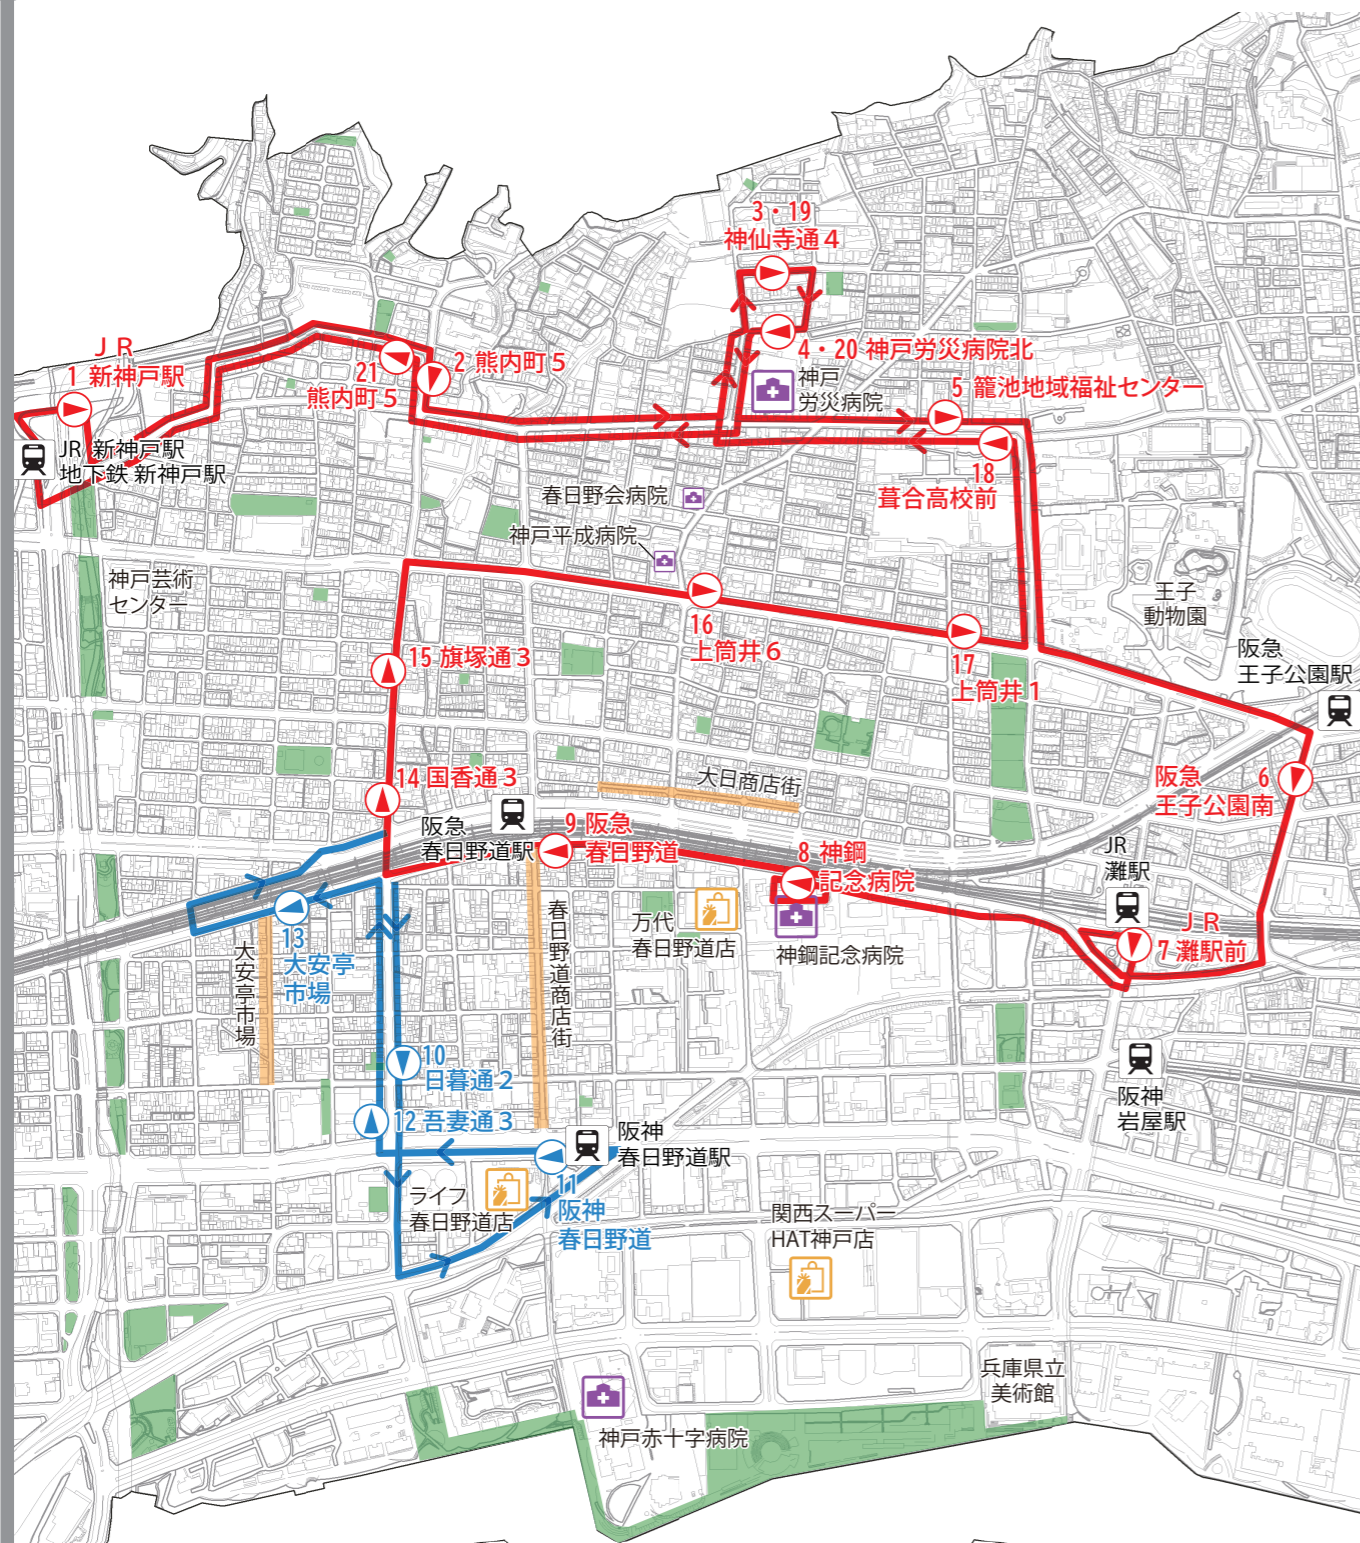 3・19
神仙寺通４
4・20 神戸労災病院北
ＪＲ
1 新神戸駅
2 熊内町５
21
熊内町５
神戸
労災病院
5 籠池地域福祉センター
JR 新神戸駅
地下鉄 新神戸駅
18
葺合高校前
春日野会病院
神戸平成病院
神戸芸術
センター
王子
動物園
16
上筒井６
17
上筒井１
15 旗塚通３
阪急
王子公園駅
14 国香通３
大日商店街
阪急
王子公園南
6
阪急
春日野道駅
9 阪急
春日野道
8 神鋼
記念病院
JR
灘駅
ＪＲ
7 灘駅前
13
大安亭
市場
大安亭市場
春日野道商店街
万代
春日野道店
神鋼記念病院
10
日暮通２
12 吾妻通３
阪神
岩屋駅
阪神
春日野道駅
11
阪神
春日野道
ライフ
春日野道店
関西スーパー
HAT神戸店
兵庫県立
美術館
神戸赤十字病院